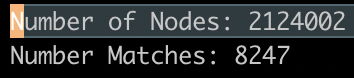 Number of Nodes: 2124002
Number Matches: 8247